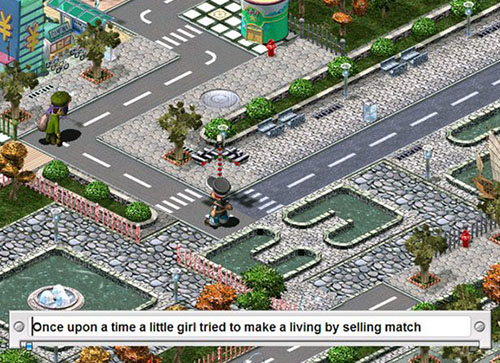 Once upon a time a little girl tried to make a living by selling match